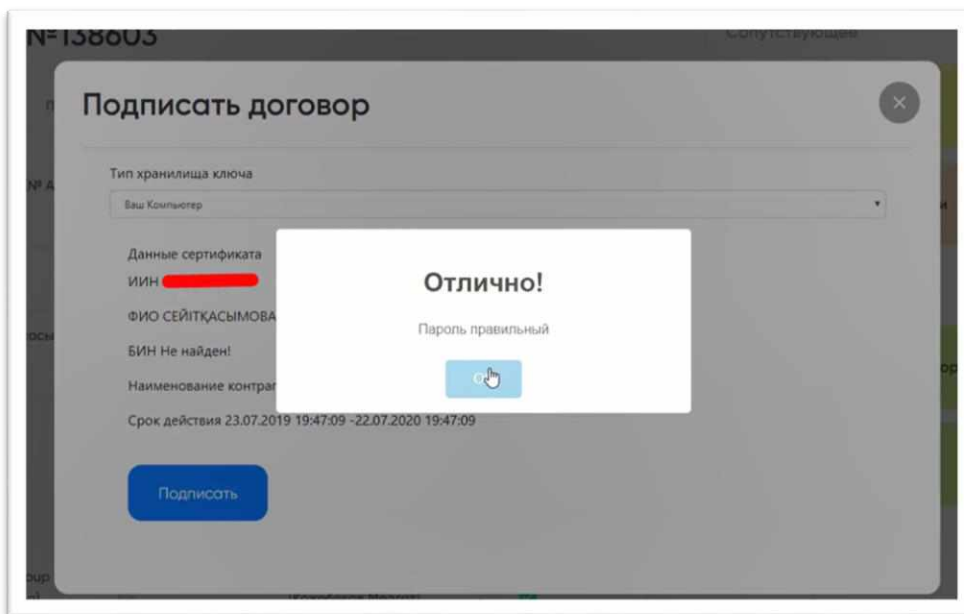 №138603
Сопутствующее
Подписать договор
Тип хранилища ключа
Ваш Компьютер
Данные сертификата
ИИН
ФИО СЕЙІТҚАСЫМОВА
БИН Не найден!
Наименование контраг
Срок действия 23.07.2019 19:47:09 -22.07.2020 19:47:09
Отлично!
Пароль правильный
Подписать